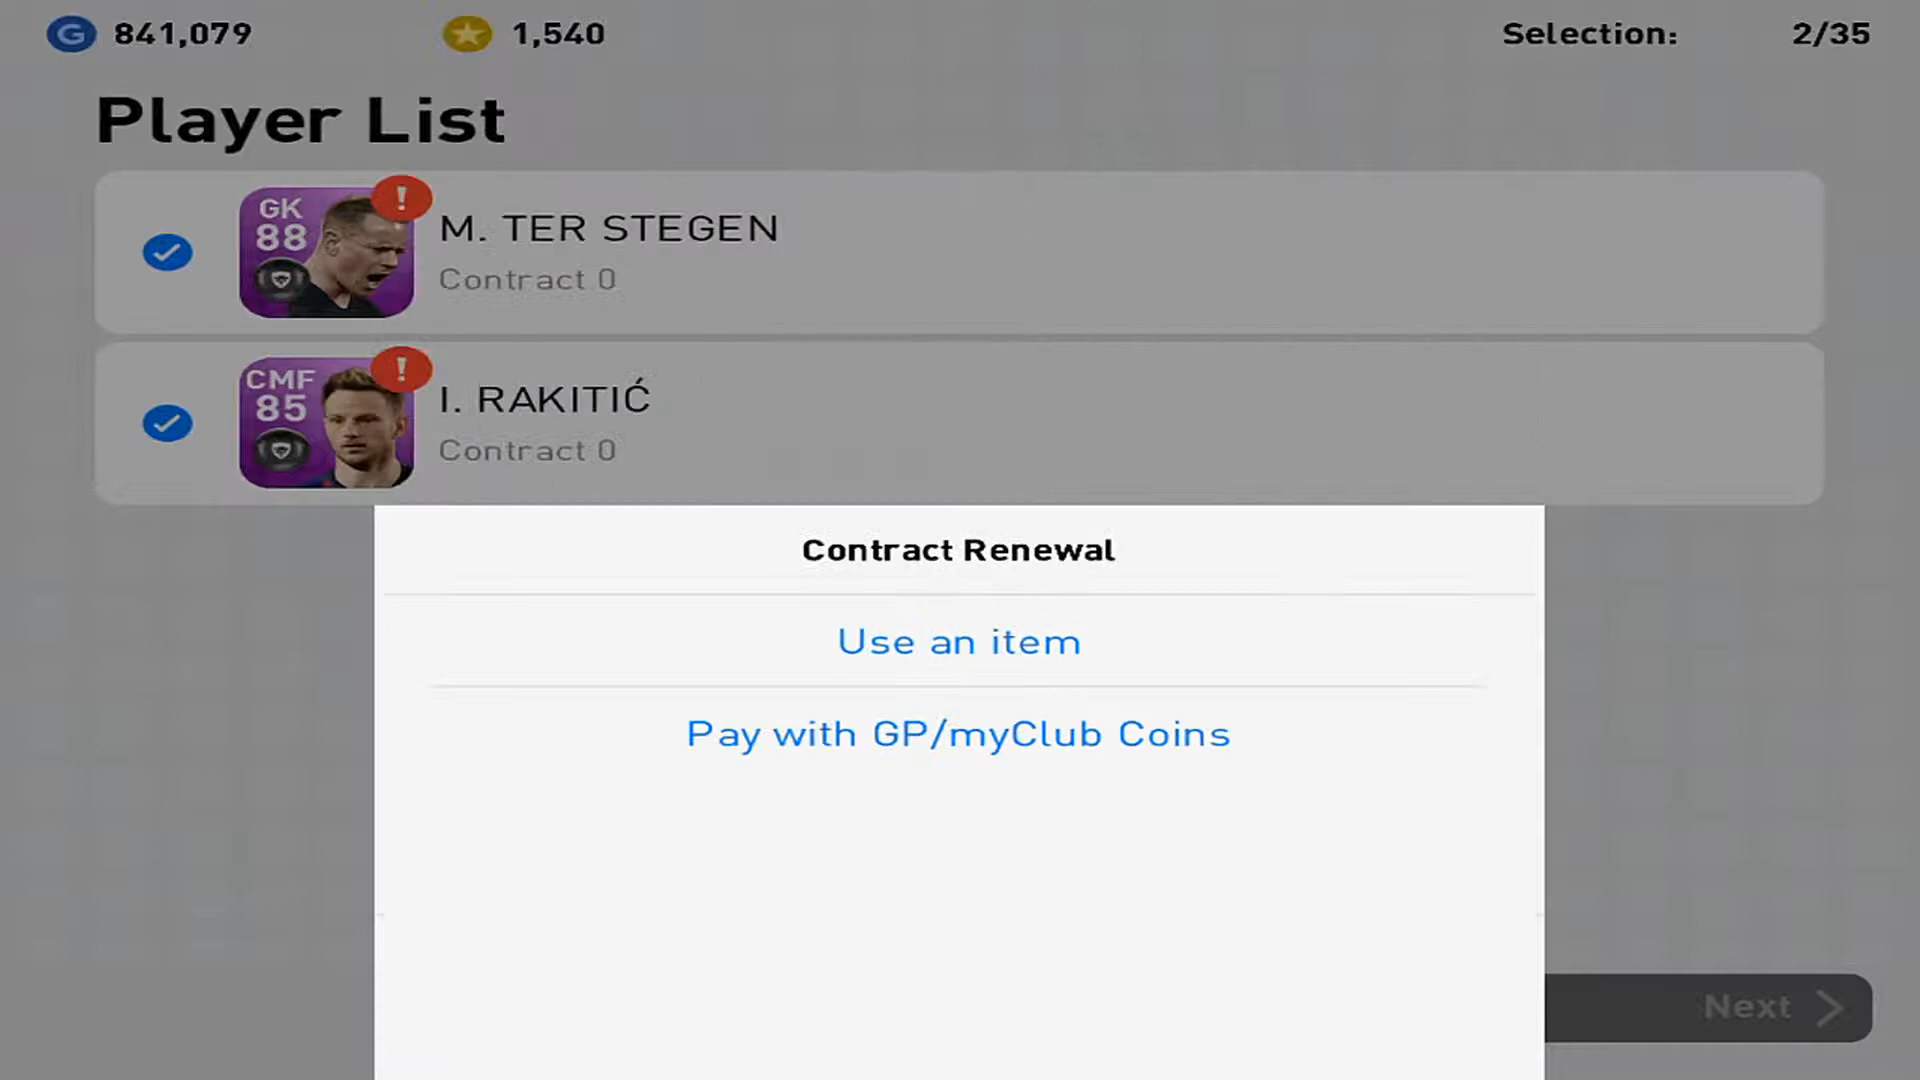 G 841,079 1,540 Selection: 2/35
Player List
GK
88
!
M. TER STEGEN
Contract 0
CMF
85
!
I. RAKITIĆ
Contract 0
Contract Renewal
Use an item
Pay with GP/myClub Coins
Next